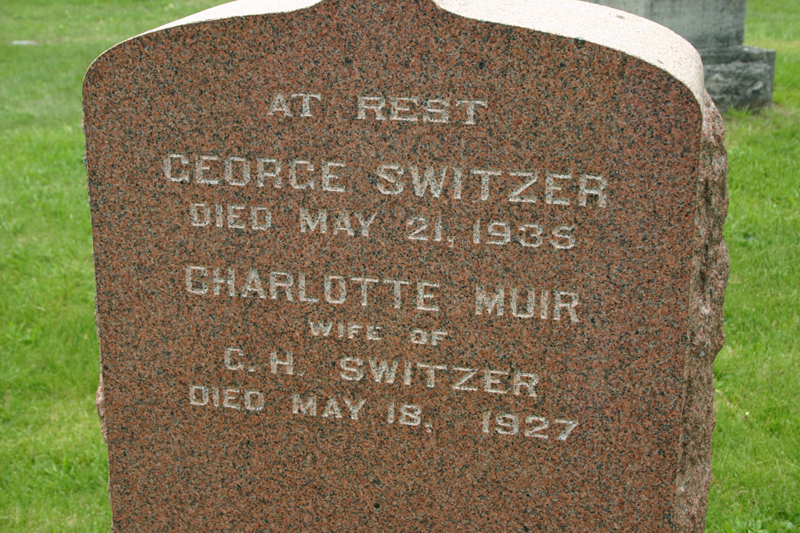 AT REST
GEORGE SWITZER
DIED MAY 21, 1935
CHARLOTTE MUIR
WIFE OF
G. H. SWITZER
DIED MAY 18, 1927